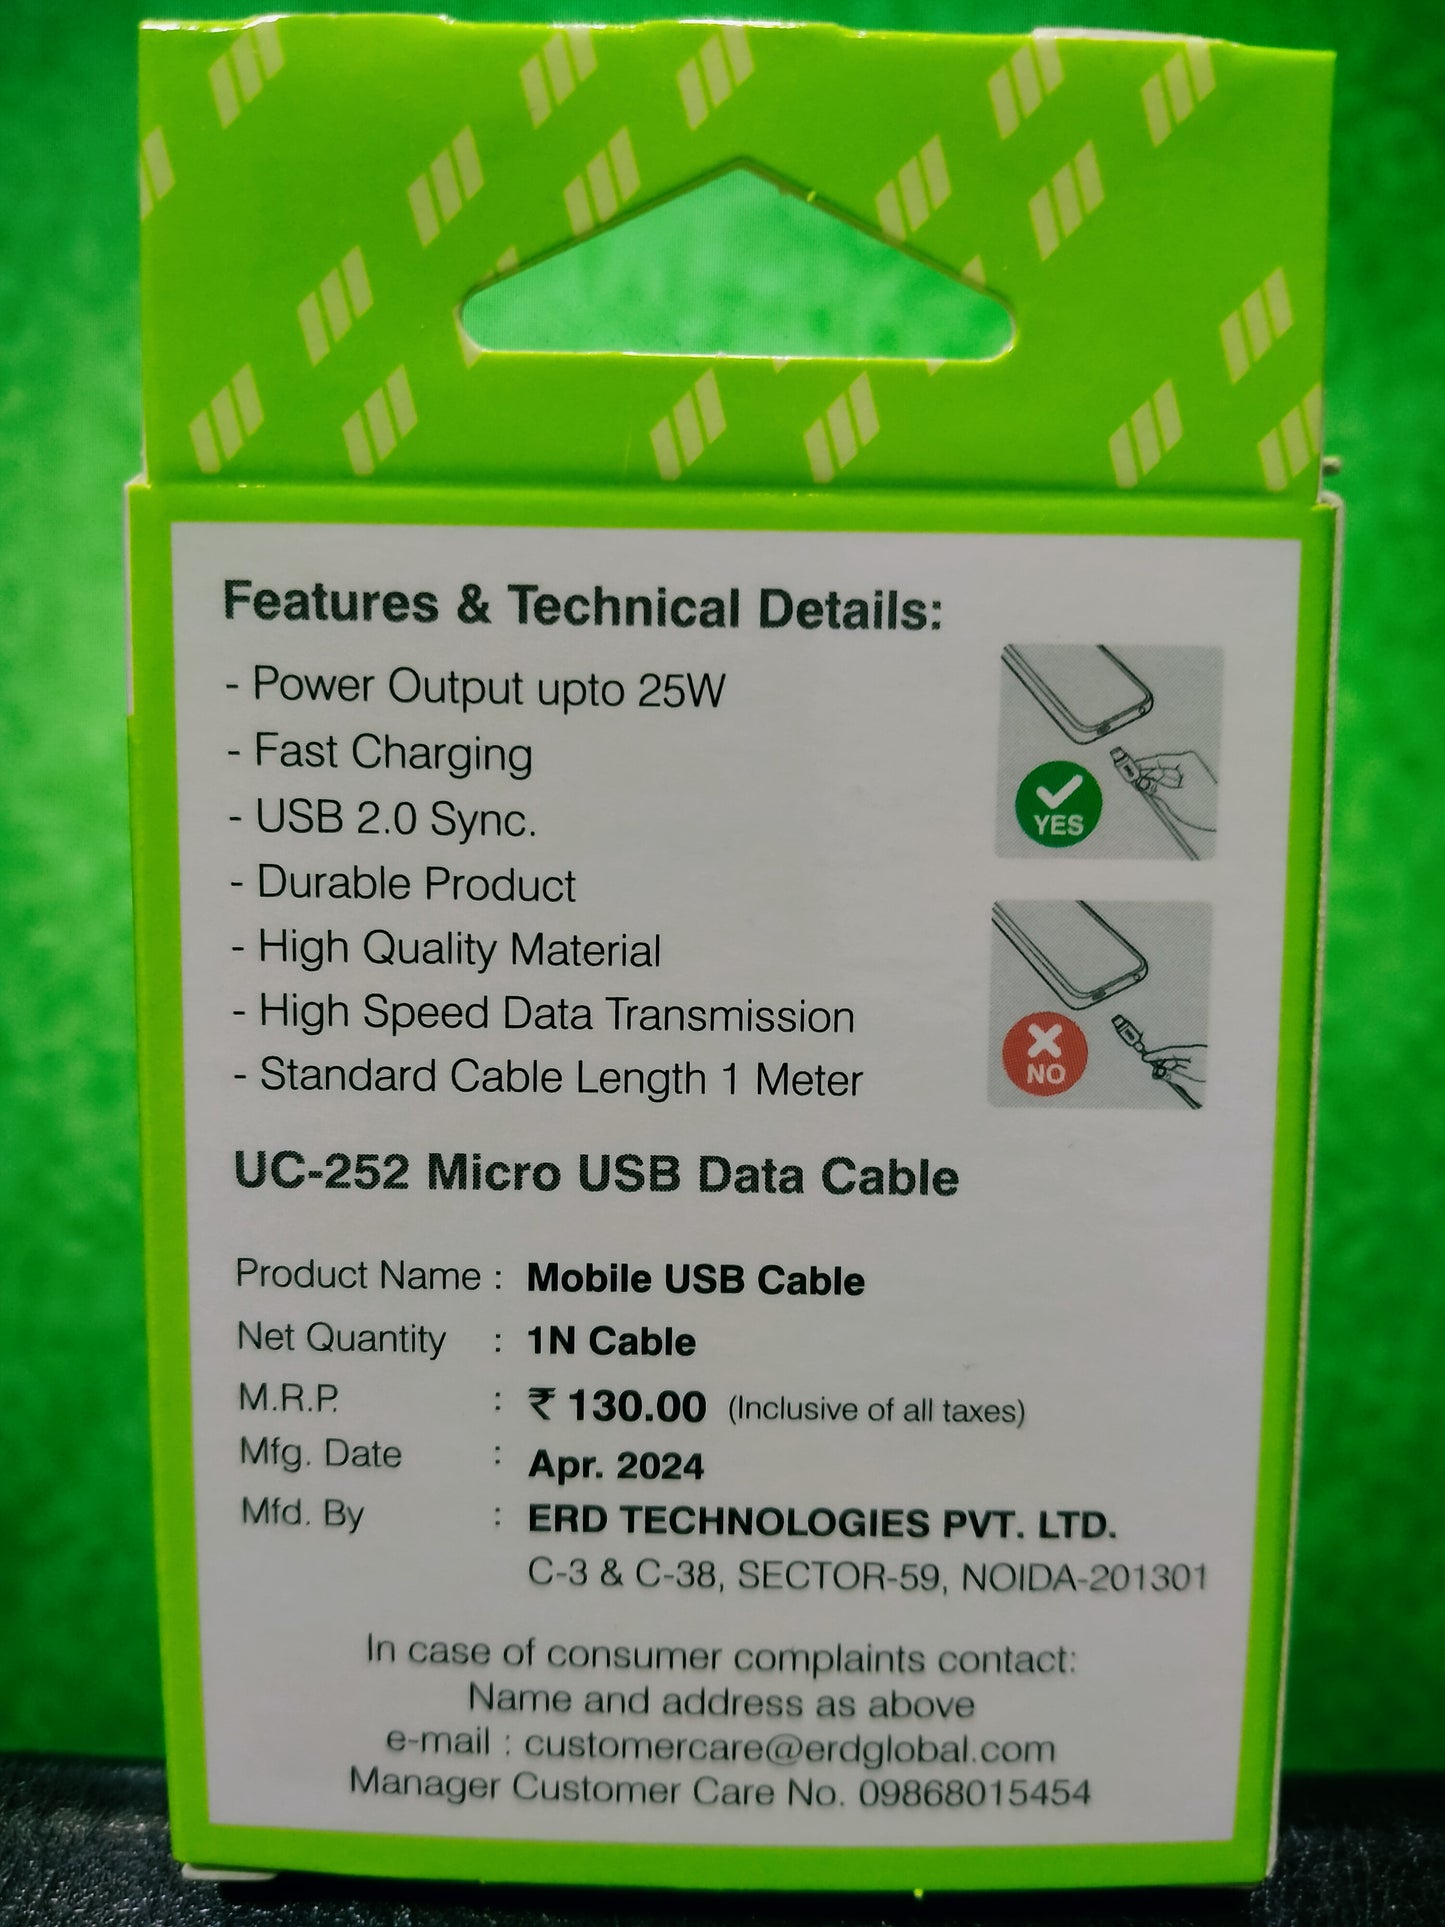 Features & Technical Details:
- Power Output upto 25W
- Fast Charging
- USB 2.0 Sync.
- Durable Product
- High Quality Material
- High Speed Data Transmission
- Standard Cable Length 1 Meter
YES
NO
UC-252 Micro USB Data Cable
Product Name : Mobile USB Cable
Net Quantity : 1N Cable
M.R.P. : ₹ 130.00 (Inclusive of all taxes)
Mfg. Date : Apr. 2024
Mfd. By : ERD TECHNOLOGIES PVT. LTD.
C-3 & C-38, SECTOR-59, NOIDA-201301
In case of consumer complaints contact:
Name and address as above
e-mail : customercare@erdglobal.com
Manager Customer Care No. 09868015454